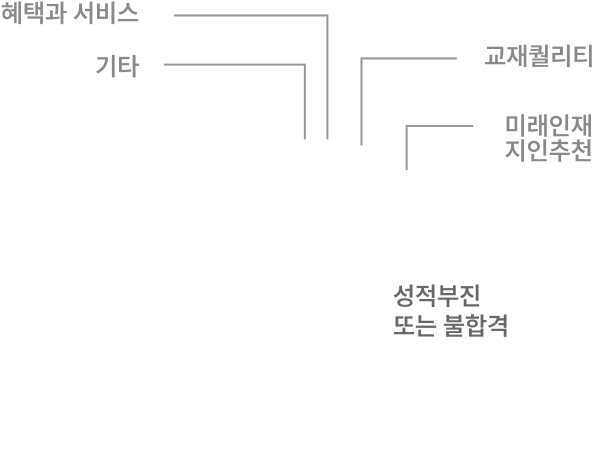 혜택과 서비스
기타
교재퀄리티
미래인재
지인추천
성적부진
또는 불합격